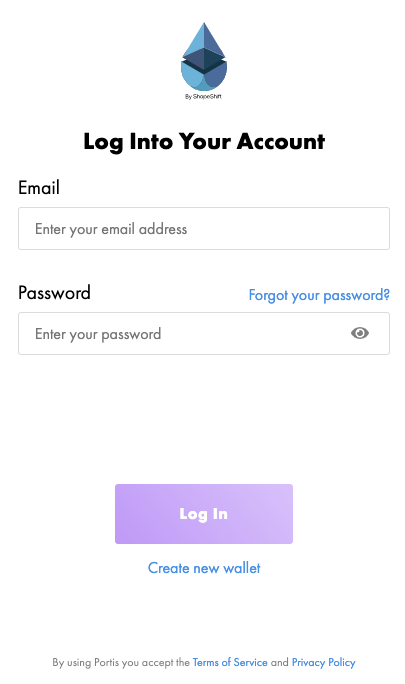 By ShapeShift
Log Into Your Account
Email
Enter your email address
Password
Forgot your password?
Enter your password
Log In
Create new wallet
By using Portis you accept the Terms of Service and Privacy Policy